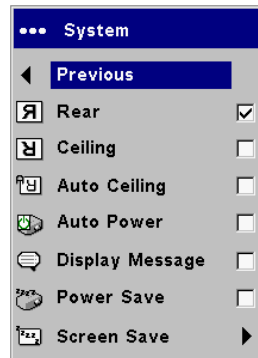 ••• System
Previous
Rear
Ceiling
Auto Ceiling
Auto Power
Display Message
Power Save
Screen Save